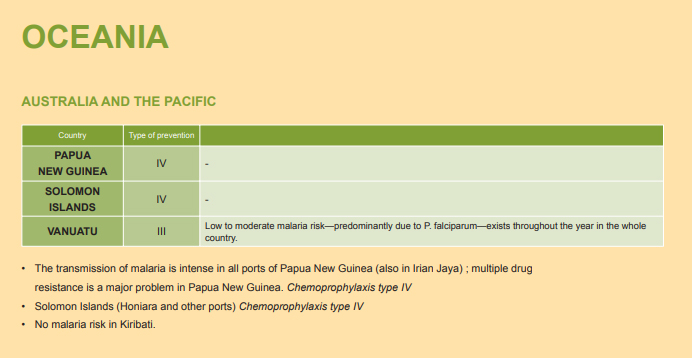 OCEANIA
AUSTRALIA AND THE PACIFIC
Country Type of prevention
PAPUA
NEW GUINEA
IV
-
SOLOMON
ISLANDS
IV
-
VANUATU
III
Low to moderate malaria risk—predominantly due to P. falciparum—exists throughout the year in the whole
country.
• The transmission of malaria is intense in all ports of Papua New Guinea (also in Irian Jaya) ; multiple drug
resistance is a major problem in Papua New Guinea. Chemoprophylaxis type IV
• Solomon Islands (Honiara and other ports) Chemoprophylaxis type IV
• No malaria risk in Kiribati.